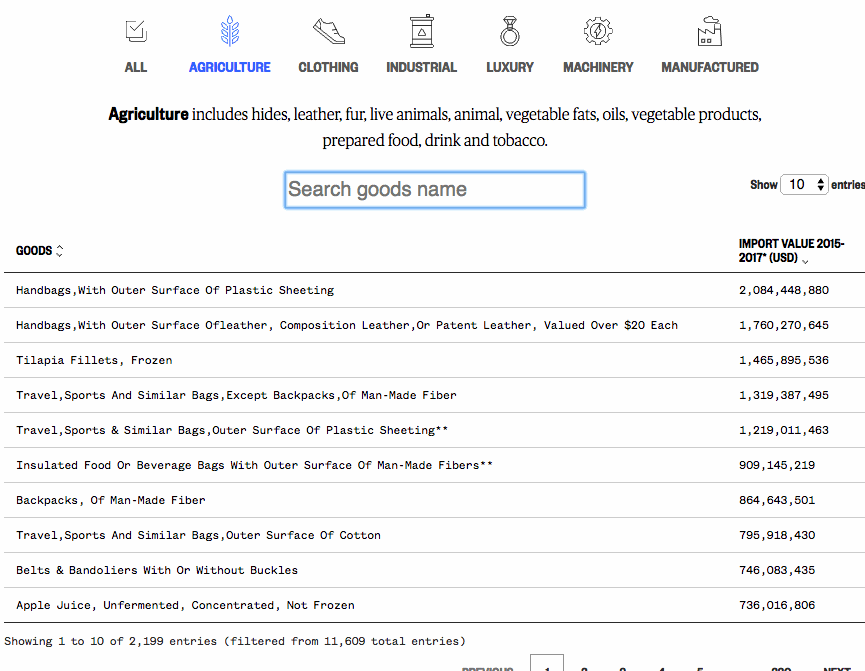 ALL AGRICULTURE CLOTHING INDUSTRIAL LUXURY MACHINERY MANUFACTURED
Agriculture includes hides, leather, fur, live animals, animal, vegetable fats, oils, vegetable products,
prepared food, drink and tobacco.
Search goods name
Show 10 entries
GOODS
IMPORT VALUE 2015-
2017* (USD)
Handbags,With Outer Surface Of Plastic Sheeting 2,084,448,880
Handbags,With Outer Surface Ofleather, Composition Leather,Or Patent Leather, Valued Over $20 Each 1,760,270,645
Tilapia Fillets, Frozen 1,465,895,536
Travel,Sports And Similar Bags,Except Backpacks,Of Man-Made Fiber 1,319,387,495
Travel,Sports & Similar Bags,Outer Surface Of Plastic Sheeting** 1,219,011,463
Insulated Food Or Beverage Bags With Outer Surface Of Man-Made Fibers** 909,145,219
Backpacks, Of Man-Made Fiber 864,643,501
Travel,Sports And Similar Bags,Outer Surface Of Cotton 795,918,430
Belts & Bandoliers With Or Without Buckles 746,083,435
Apple Juice, Unfermented, Concentrated, Not Frozen 736,016,806
Showing 1 to 10 of 2,199 entries (filtered from 11,609 total entries)
PREVIOUS 1 2 3 4 5 220 NEXT